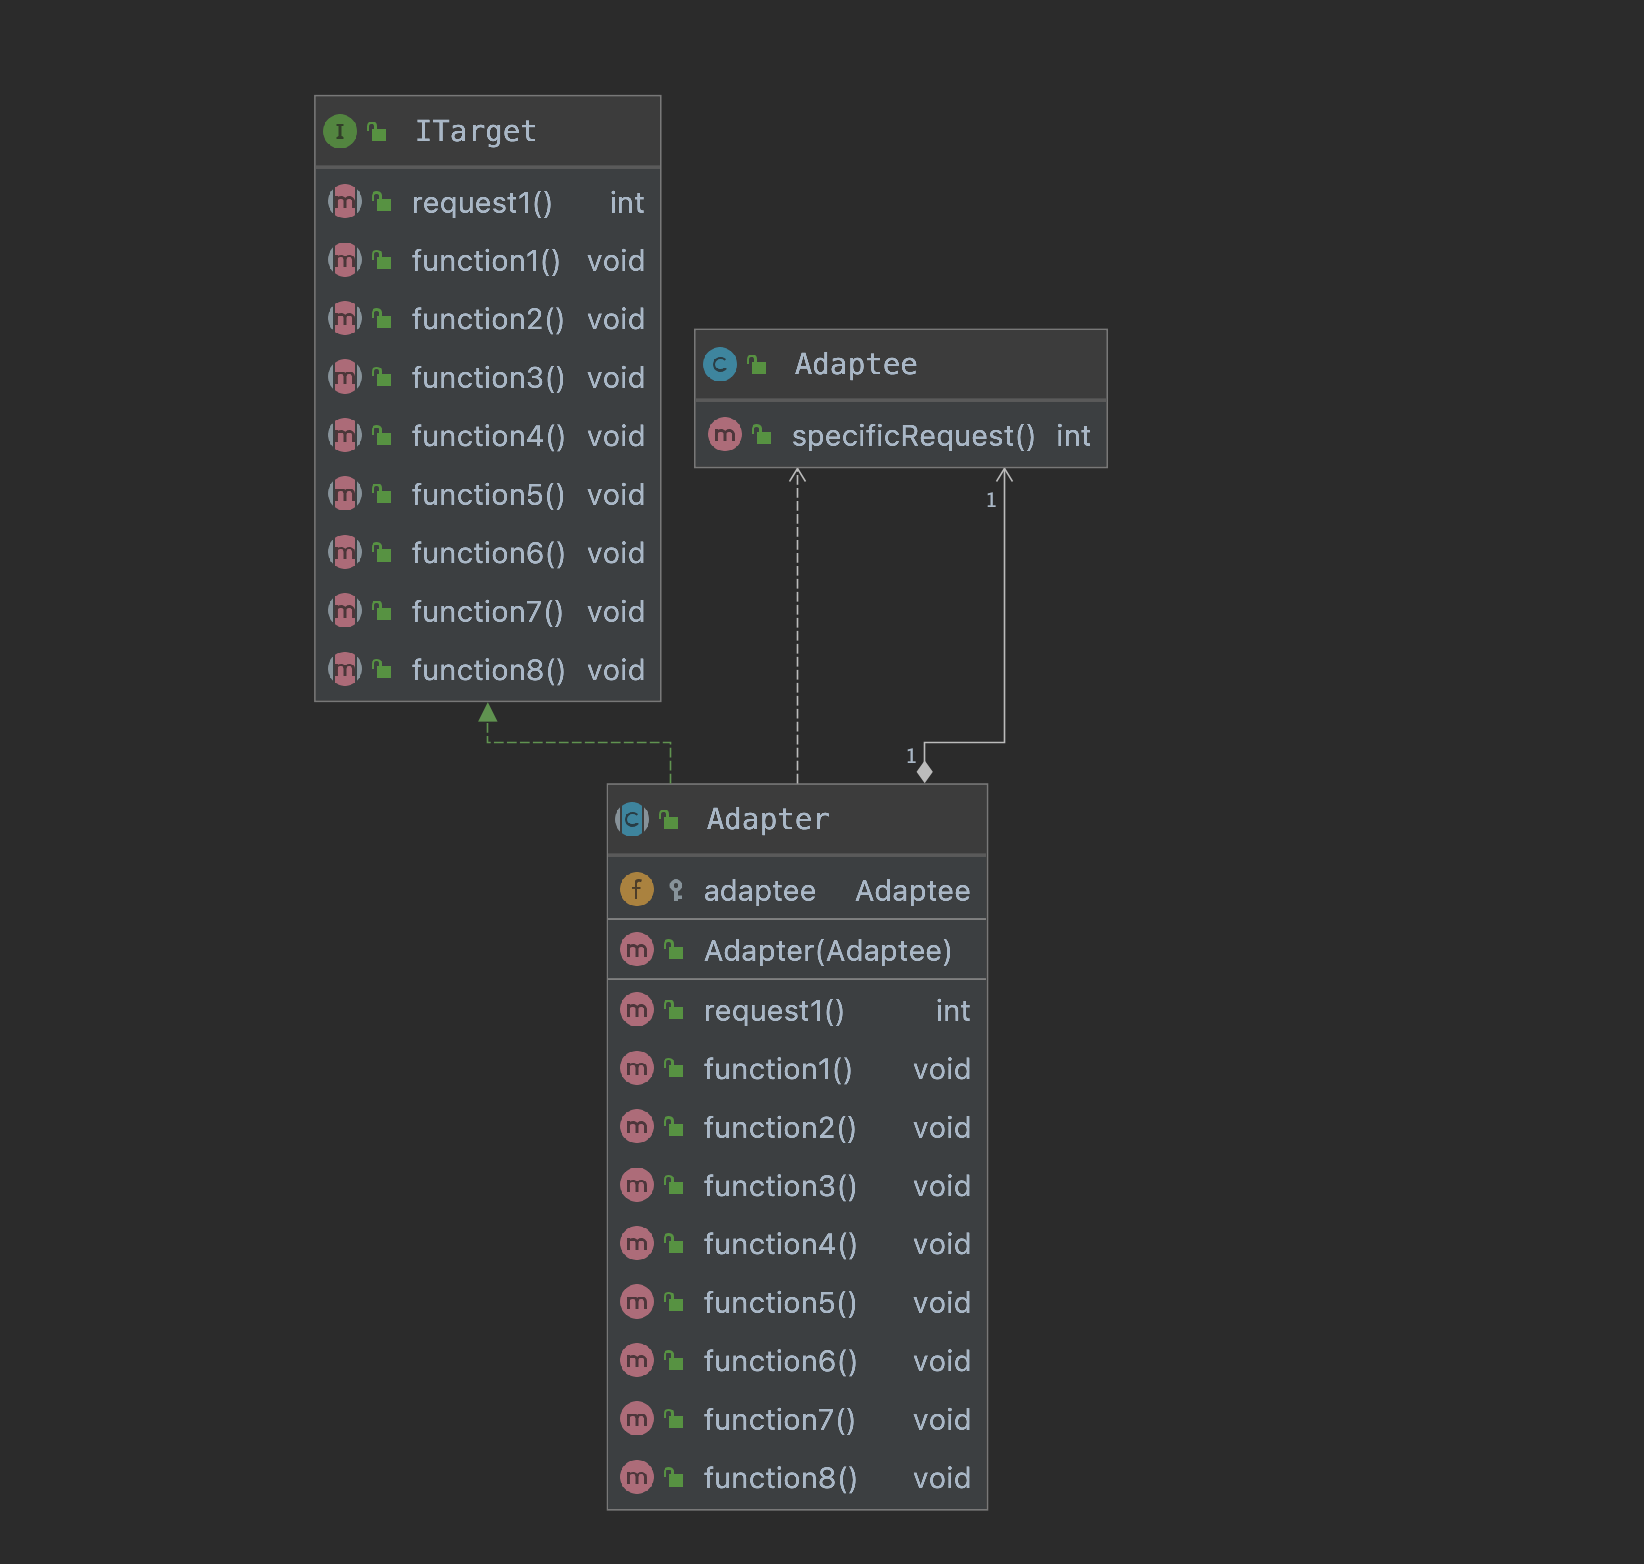 I ITarget
m request1() int
m function1() void
m function2() void
m function3() void
m function4() void
m function5() void
m function6() void
m function7() void
m function8() void
C Adaptee
m specificRequest() int
1
1
C Adapter
f adaptee Adaptee
m Adapter(Adaptee)
m request1() int
m function1() void
m function2() void
m function3() void
m function4() void
m function5() void
m function6() void
m function7() void
m function8() void